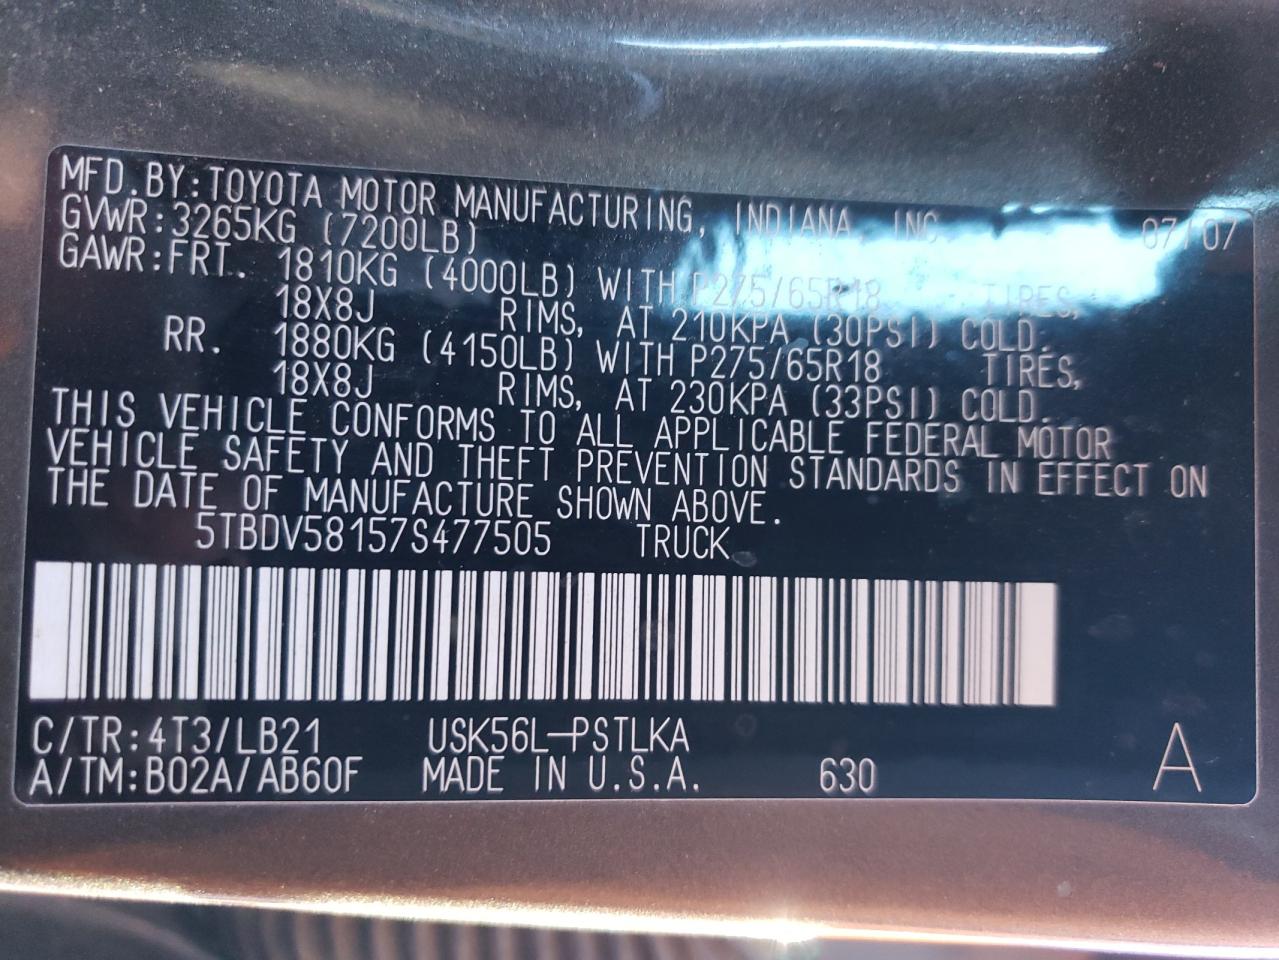 MFD.BY:TOYOTA MOTOR MANUFACTURING, INDIANA, INC. 07/07
GVWR:3265KG (7200LB)
GAWR:FRT. 1810KG (4000LB) WITH P275/65R18 TIRES,
18X8J RIMS, AT 210KPA (30PSI) COLD.
RR. 1880KG (4150LB) WITH P275/65R18 TIRES,
18X8J RIMS, AT 230KPA (33PSI) COLD.
THIS VEHICLE CONFORMS TO ALL APPLICABLE FEDERAL MOTOR
VEHICLE SAFETY AND THEFT PREVENTION STANDARDS IN EFFECT ON
THE DATE OF MANUFACTURE SHOWN ABOVE.
5TBDV58157S477505 TRUCK
C/TR:4T3/LB21 USK56L-PSTLKA
A/TM:B02A/AB60F MADE IN U.S.A. 630 A